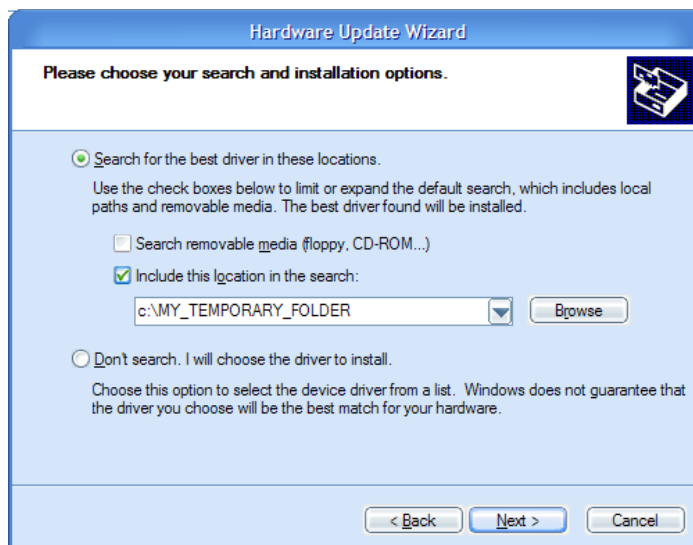 Hardware Update Wizard
Please choose your search and installation options.
Search for the best driver in these locations.
Use the check boxes below to limit or expand the default search, which includes local
paths and removable media. The best driver found will be installed.
Search removable media (floppy, CD-ROM...)
Include this location in the search:
c:\MY_TEMPORARY_FOLDER
Browse
Don't search. I will choose the driver to install.
Choose this option to select the device driver from a list.  Windows does not guarantee that
the driver you choose will be the best match for your hardware.
< Back
Next >
Cancel